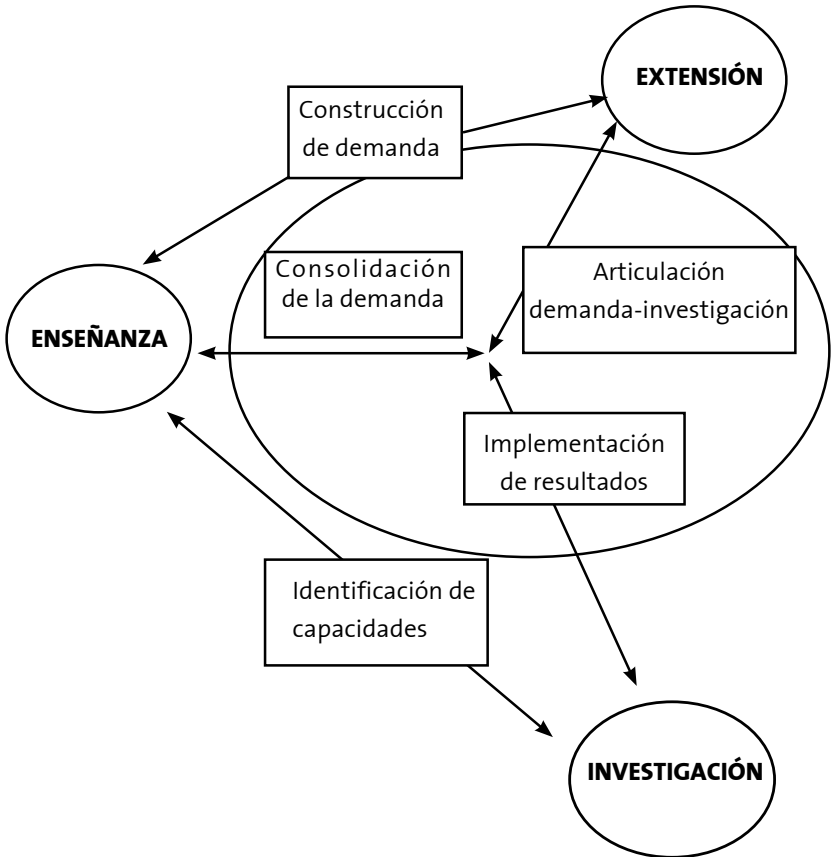 EXTENSIÓN
Construcción
de demanda
Consolidación
de la demanda
Articulación
demanda-investigación
ENSEÑANZA
Implementación
de resultados
Identificación de
capacidades
INVESTIGACIÓN